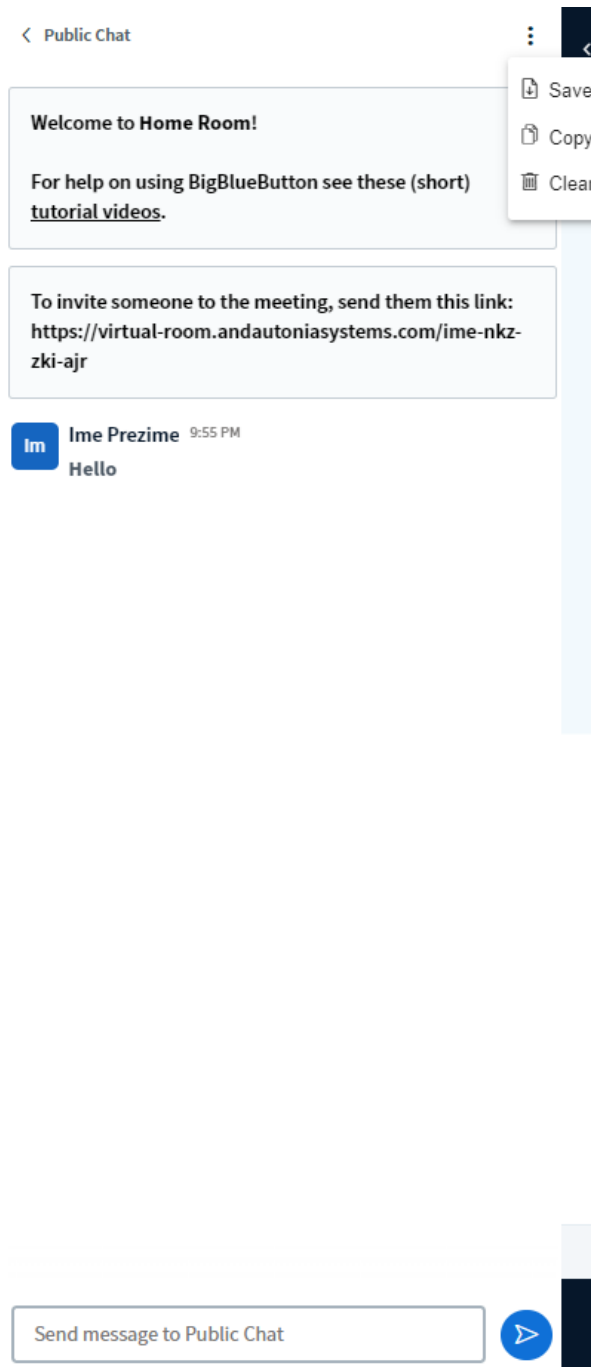 Public Chat
Save
Copy
Clear
Welcome to Home Room!
For help on using BigBlueButton see these (short)
tutorial videos.
To invite someone to the meeting, send them this link:
https://virtual-room.andautoniasystems.com/ime-nkz-
zki-ajr
Im
Ime Prezime 9:55 PM
Hello
Send message to Public Chat